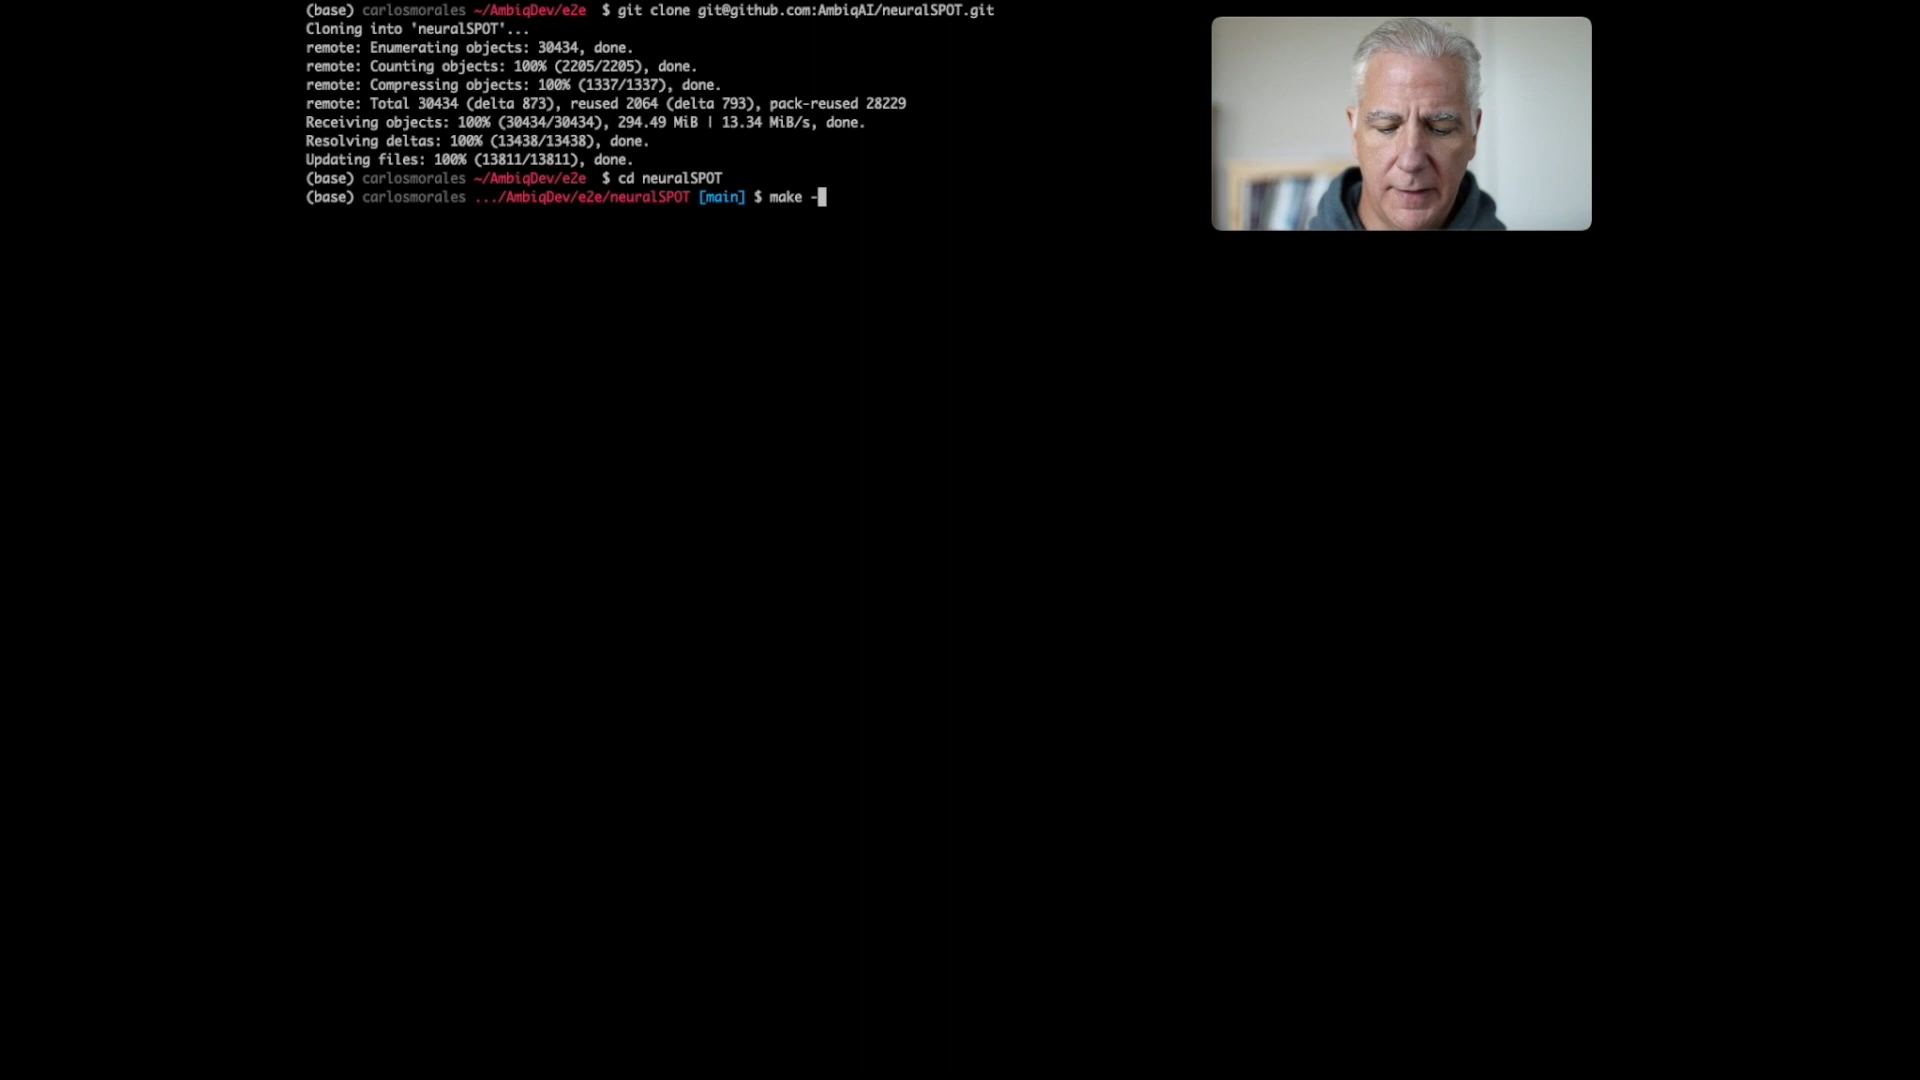 (base) carlosmorales ~/AmbiqDev/e2e $ git clone git@github.com:AmbiqAI/neuralSPOT.git
Cloning into 'neuralSPOT'...
remote: Enumerating objects: 30434, done.
remote: Counting objects: 100% (2205/2205), done.
remote: Compressing objects: 100% (1337/1337), done.
remote: Total 30434 (delta 873), reused 2064 (delta 793), pack-reused 28229
Receiving objects: 100% (30434/30434), 294.49 MiB | 13.34 MiB/s, done.
Resolving deltas: 100% (13438/13438), done.
Updating files: 100% (13811/13811), done.
(base) carlosmorales ~/AmbiqDev/e2e $ cd neuralSPOT
(base) carlosmorales .../AmbiqDev/e2e/neuralSPOT [main] $ make -